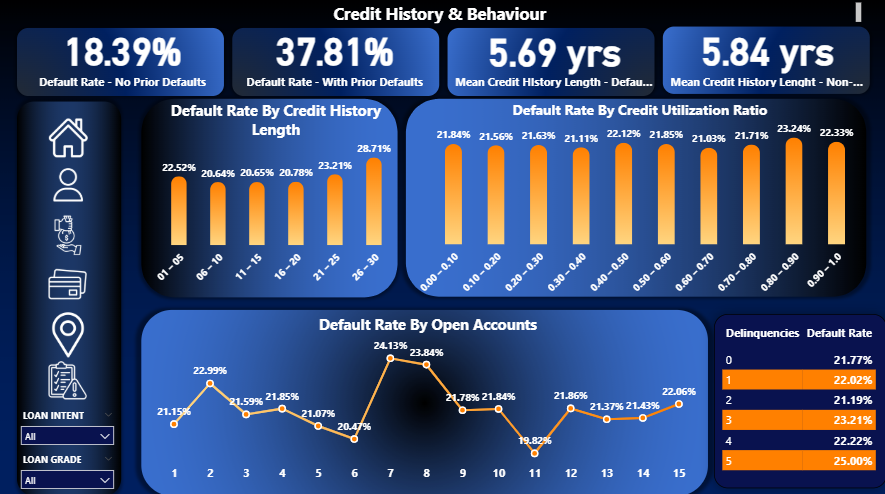 Credit History & Behaviour
18.39%
Default Rate - No Prior Defaults
37.81%
Default Rate - With Prior Defaults
5.69 yrs
Mean Credit HIstory Length - Defau...
5.84 yrs
Mean Credit History Lenght - Non-...
Default Rate By Credit History
Length
22.52%
20.64%
20.65%
20.78%
23.21%
28.71%
01 – 05
06 – 10
11 – 15
16 – 20
21 – 25
26 – 30
Default Rate By Credit Utilization Ratio
21.84%
21.56%
21.63%
21.11%
22.12%
21.85%
21.03%
21.71%
23.24%
22.33%
0.00 – 0.10
0.10 – 0.20
0.20 – 0.30
0.30 – 0.40
0.40 – 0.50
0.50 – 0.60
0.60 – 0.70
0.70 – 0.80
0.80 – 0.90
0.90 – 1.0
Default Rate By Open Accounts
21.15%
22.99%
21.59%
21.85%
21.07%
20.47%
24.13%
23.84%
21.78%
21.84%
19.82%
21.86%
21.37%
21.43%
22.06%
1 2 3 4 5 6 7 8 9 10 11 12 13 14 15
Delinquencies Default Rate
0 21.77%
1 22.02%
2 21.19%
3 23.21%
4 22.22%
5 25.00%
LOAN INTENT
All
LOAN GRADE
All